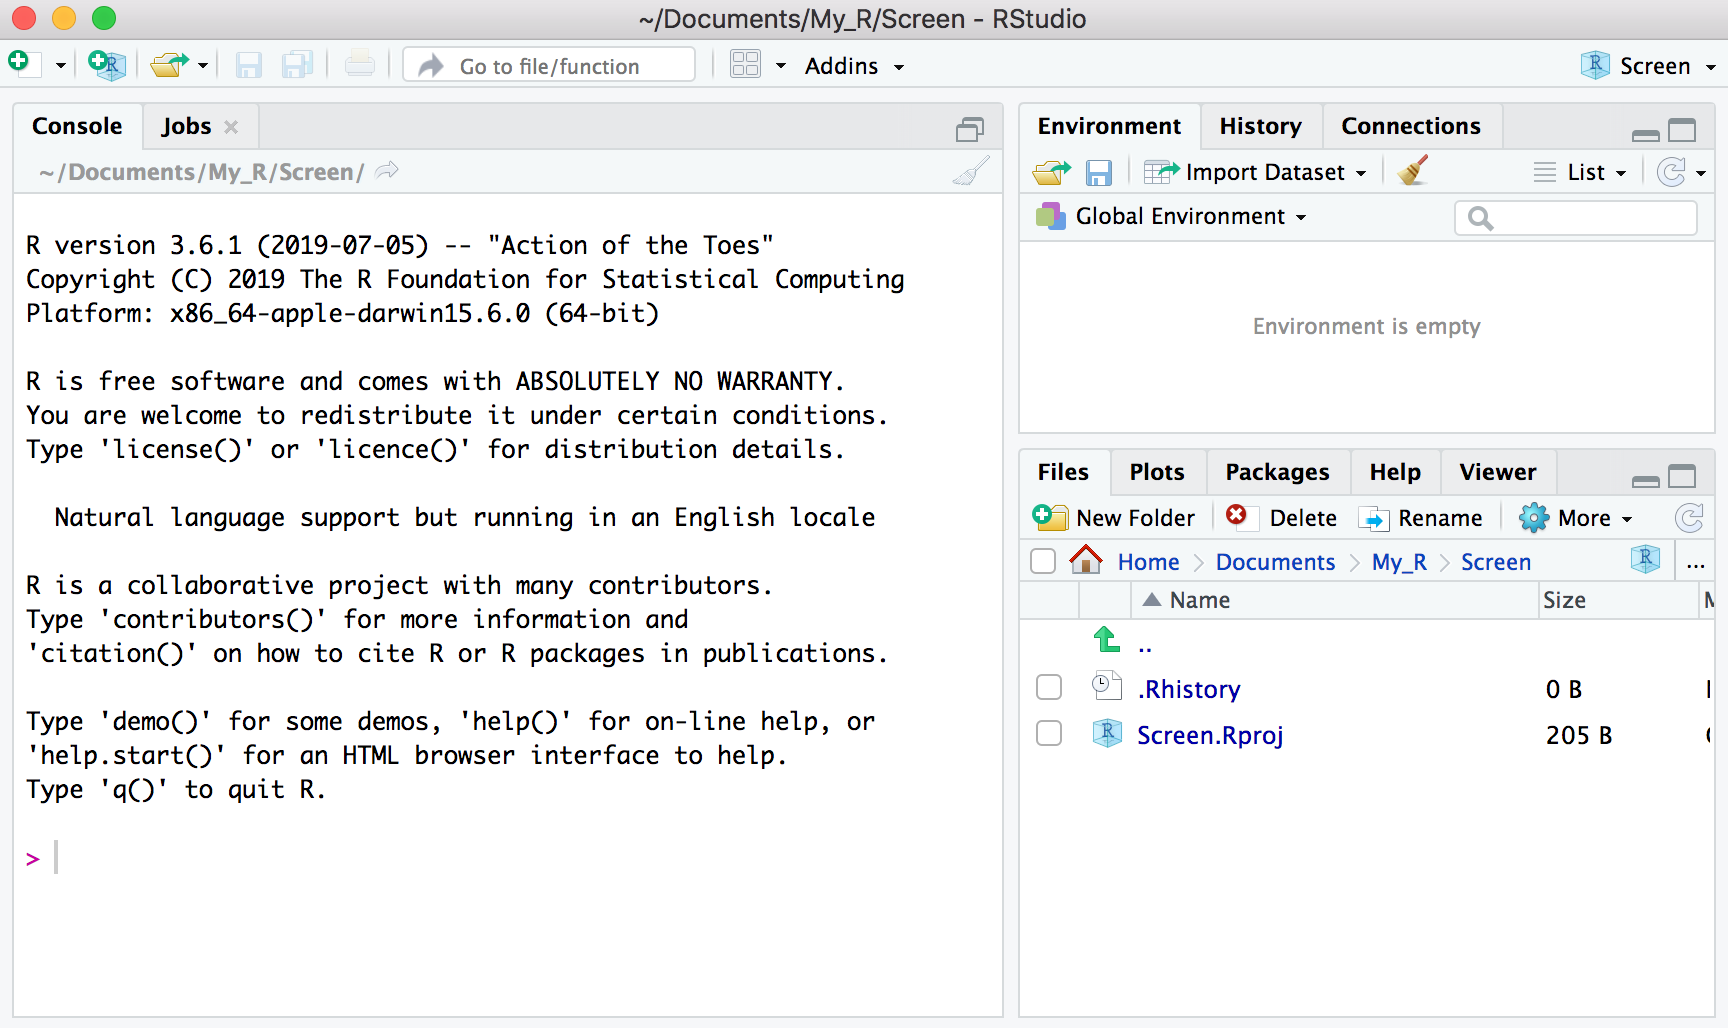 ~/Documents/My_R/Screen - RStudio
Go to file/function
Addins
Screen
Console Jobs
~/Documents/My_R/Screen/
R version 3.6.1 (2019-07-05) -- "Action of the Toes"
Copyright (C) 2019 The R Foundation for Statistical Computing
Platform: x86_64-apple-darwin15.6.0 (64-bit)
R is free software and comes with ABSOLUTELY NO WARRANTY.
You are welcome to redistribute it under certain conditions.
Type 'license()' or 'licence()' for distribution details.
Natural language support but running in an English locale
R is a collaborative project with many contributors.
Type 'contributors()' for more information and
'citation()' on how to cite R or R packages in publications.
Type 'demo()' for some demos, 'help()' for on-line help, or
'help.start()' for an HTML browser interface to help.
Type 'q()' to quit R.
>
Environment History Connections
Import Dataset List
Global Environment
Environment is empty
Files Plots Packages Help Viewer
New Folder Delete Rename More
Home Documents My_R Screen ...
Name Size
..
.Rhistory 0 B
Screen.Rproj 205 B